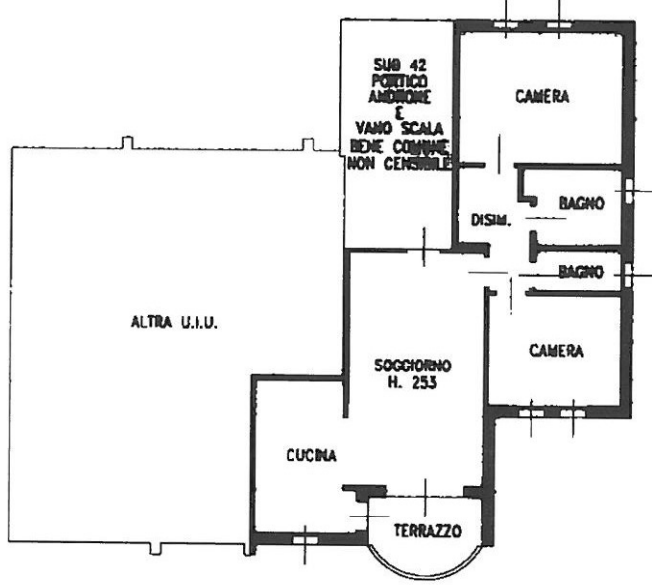 SUB 42
PORTICO
ANDRONE
E
VANO SCALA
BENE COMUNE
NON CENSIBILE
CAMERA
DISIM.
BAGNO
BAGNO
ALTRA U.I.U.
SOGGIORNO
H. 253
CAMERA
CUCINA
TERRAZZO